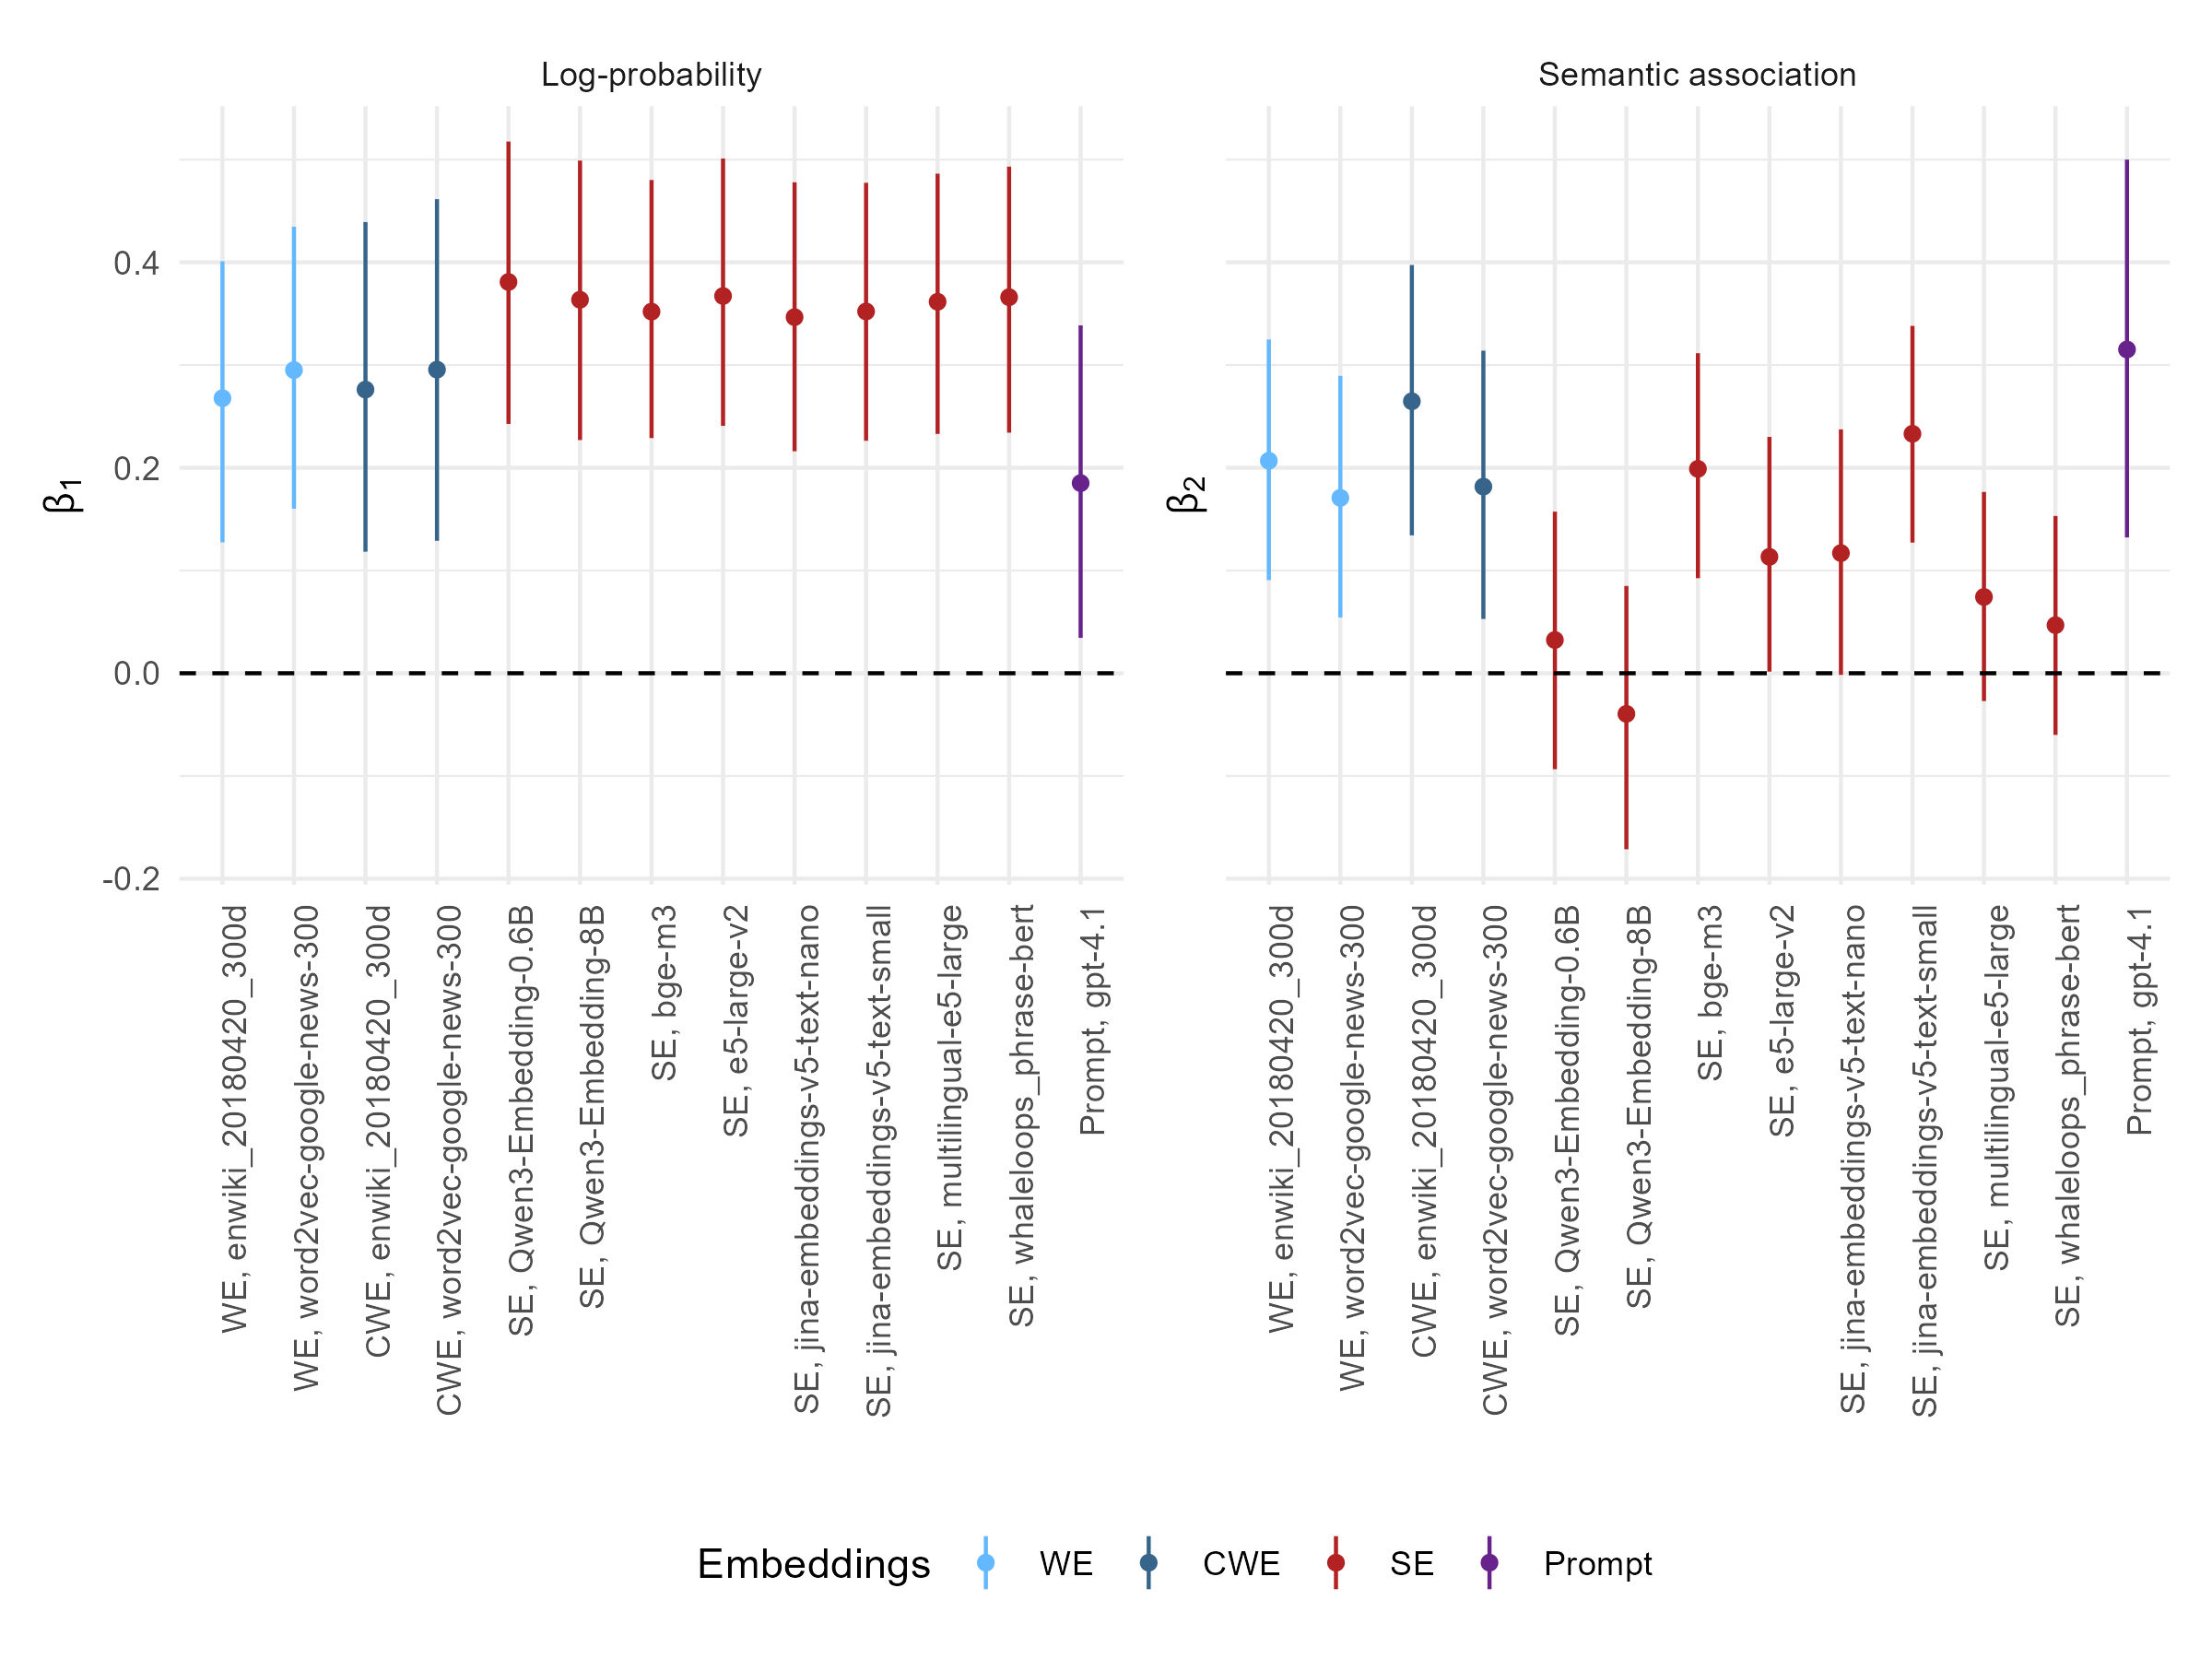 Log-probability
Semantic association
β1
0.4
0.2
0.0
-0.2
β2
WE, enwiki_20180420_300d
WE, word2vec-google-news-300
CWE, enwiki_20180420_300d
CWE, word2vec-google-news-300
SE, Qwen3-Embedding-0.6B
SE, Qwen3-Embedding-8B
SE, bge-m3
SE, e5-large-v2
SE, jina-embeddings-v5-text-nano
SE, jina-embeddings-v5-text-small
SE, multilingual-e5-large
SE, whaleloops_phrase-bert
Prompt, gpt-4.1
WE, enwiki_20180420_300d
WE, word2vec-google-news-300
CWE, enwiki_20180420_300d
CWE, word2vec-google-news-300
SE, Qwen3-Embedding-0.6B
SE, Qwen3-Embedding-8B
SE, bge-m3
SE, e5-large-v2
SE, jina-embeddings-v5-text-nano
SE, jina-embeddings-v5-text-small
SE, multilingual-e5-large
SE, whaleloops_phrase-bert
Prompt, gpt-4.1
Embeddings WE CWE SE Prompt